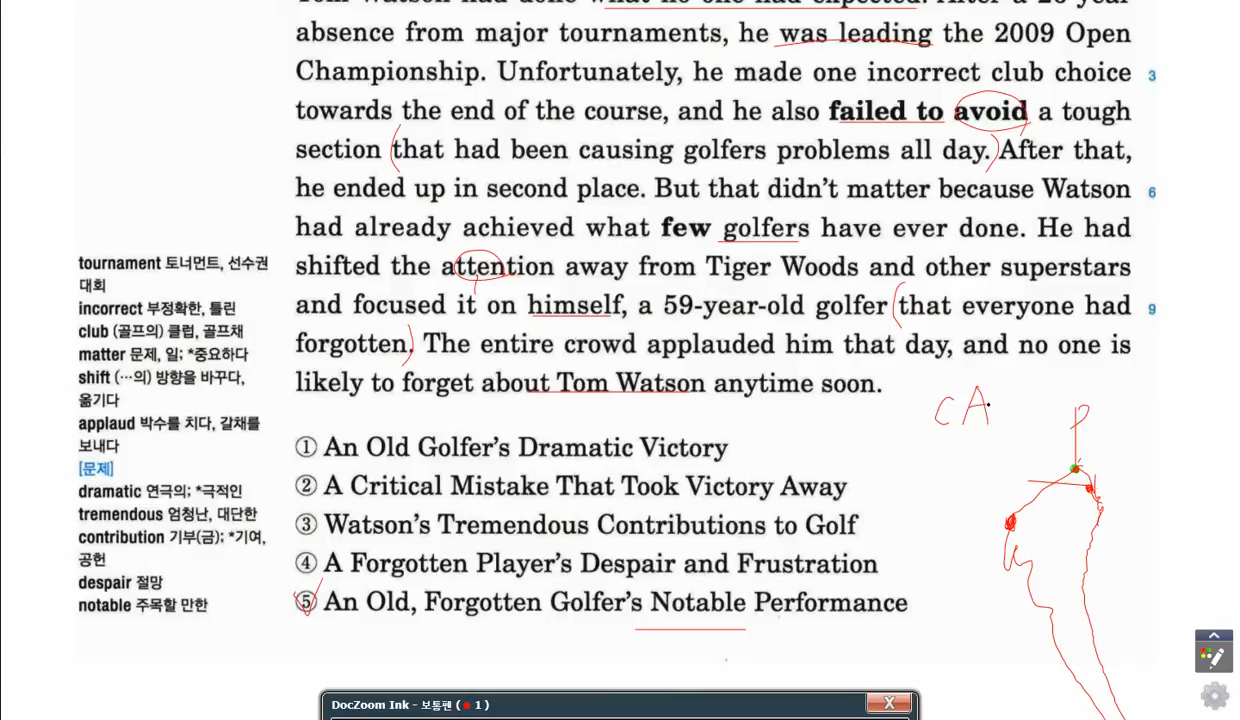 Tom Watson had done what no one had expected. After a 26-year
absence from major tournaments, he was leading the 2009 Open
Championship. Unfortunately, he made one incorrect club choice 3
towards the end of the course, and he also failed to avoid a tough
section that had been causing golfers problems all day. After that,
he ended up in second place. But that didn't matter because Watson 6
had already achieved what few golfers have ever done. He had
shifted the attention away from Tiger Woods and other superstars
and focused it on himself, a 59-year-old golfer that everyone had 9
forgotten. The entire crowd applauded him that day, and no one is
likely to forget about Tom Watson anytime soon.
tournament 토너먼트, 선수권
대회
incorrect 부정확한, 틀린
club (골프의) 클럽, 골프채
matter 문제, 일; *중요하다
shift (…의) 방향을 바꾸다,
옮기다
applaud 박수를 치다, 갈채를
보내다
[문제]
dramatic 연극의; *극적인
tremendous 엄청난, 대단한
contribution 기부(금); *기여,
공헌
despair 절망
notable 주목할 만한
① An Old Golfer's Dramatic Victory
② A Critical Mistake That Took Victory Away
③ Watson's Tremendous Contributions to Golf
④ A Forgotten Player's Despair and Frustration
⑤ An Old, Forgotten Golfer's Notable Performance
C A
P
DocZoom Ink - 보통펜 ( 1 )
X